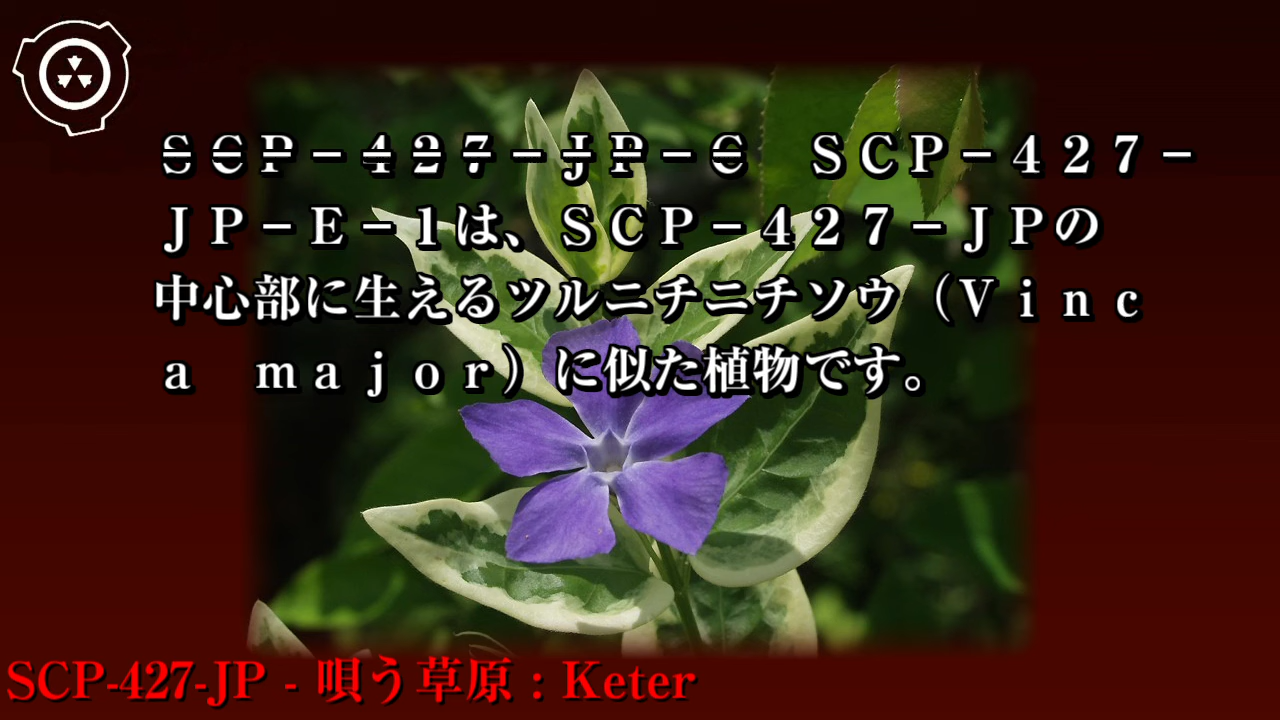 ＳＣＰ－４２７－ＪＰ－Ｃ　ＳＣＰ－４２７－
ＪＰ－Ｅ－１は、ＳＣＰ－４２７－ＪＰの
中心部に生えるツルニチニチソウ（Ｖｉｎｃ
ａ　ｍａｊｏｒ）に似た植物です。
SCP-427-JP - 唄う草原：Keter